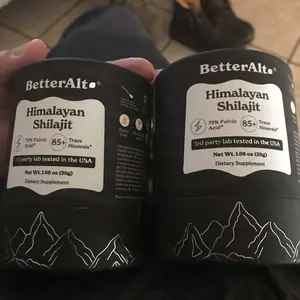 BetterAlt
Himalayan
Shilajit
75% Fulvic
Acid*
85+
Trace
Minerals*
3rd party lab tested in the USA
Net Wt. 1.06 oz (30g)
Dietary Supplement
BetterAlt
Himalayan
Shilajit
75% Fulvic
Acid*
85+
Trace
Minerals*
3rd party lab tested in the USA
Net Wt. 1.06 oz (30g)
Dietary Supplement